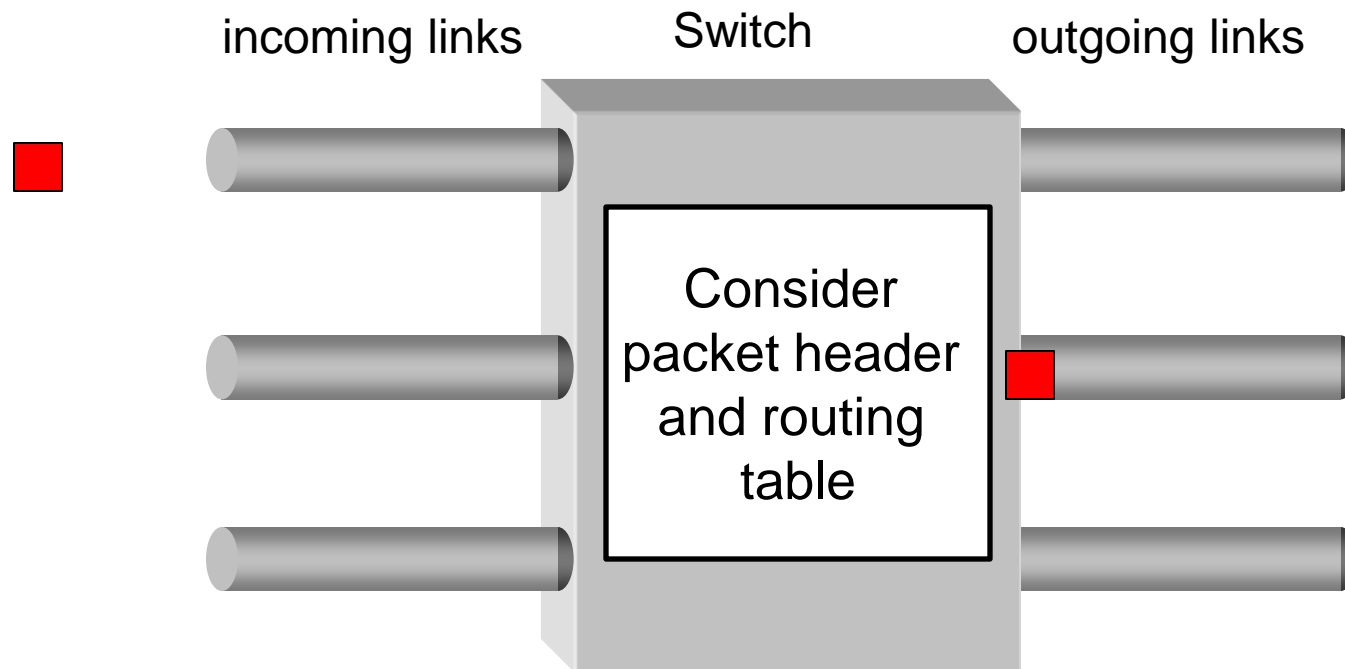 incoming links
Switch
outgoing links
Consider
packet header
and routing
table